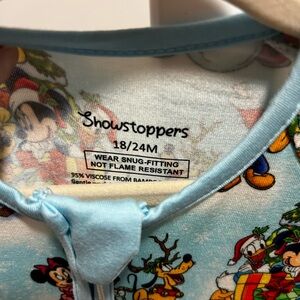 Snowstoppers
18/24M
WEAR SNUG-FITTING
NOT FLAME RESISTANT
95% VISCOSE FROM BAMBOO